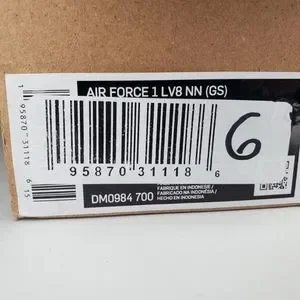 AIR FORCE 1 LV8 NN (GS)
1 95870 31118 6 15
6
95870 31118 6
DM0984 700
FABRIQUÉ EN INDONÉSIE /
FABRICADO NA INDONÉSIA /
HECHO EN INDONESIA